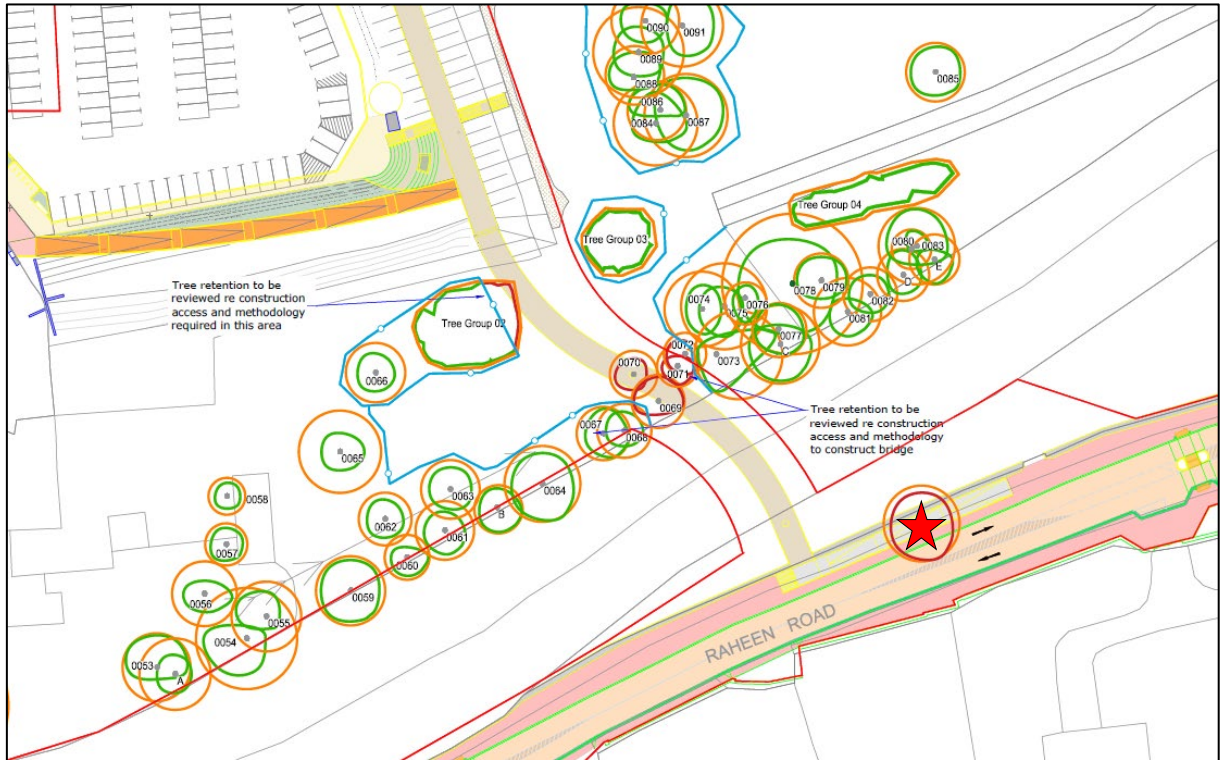 0090
0091
0089
0088
0086
0084
0087
0085
Tree Group 04
Tree Group 03
0080
0083
E
D
Tree retention to be
reviewed re construction
access and methodology
required in this area
0078
0079
0082
0074
0076
0075
0081
0077
C
Tree Group 02
0072
0073
0070
0071
0066
0069
Tree retention to be
reviewed re construction
access and methodology
to construct bridge
0067
0068
0065
0063
0064
0058
B
0062
0061
0057
0060
0059
0056
0055
0054
0053
A
RAHEEN ROAD